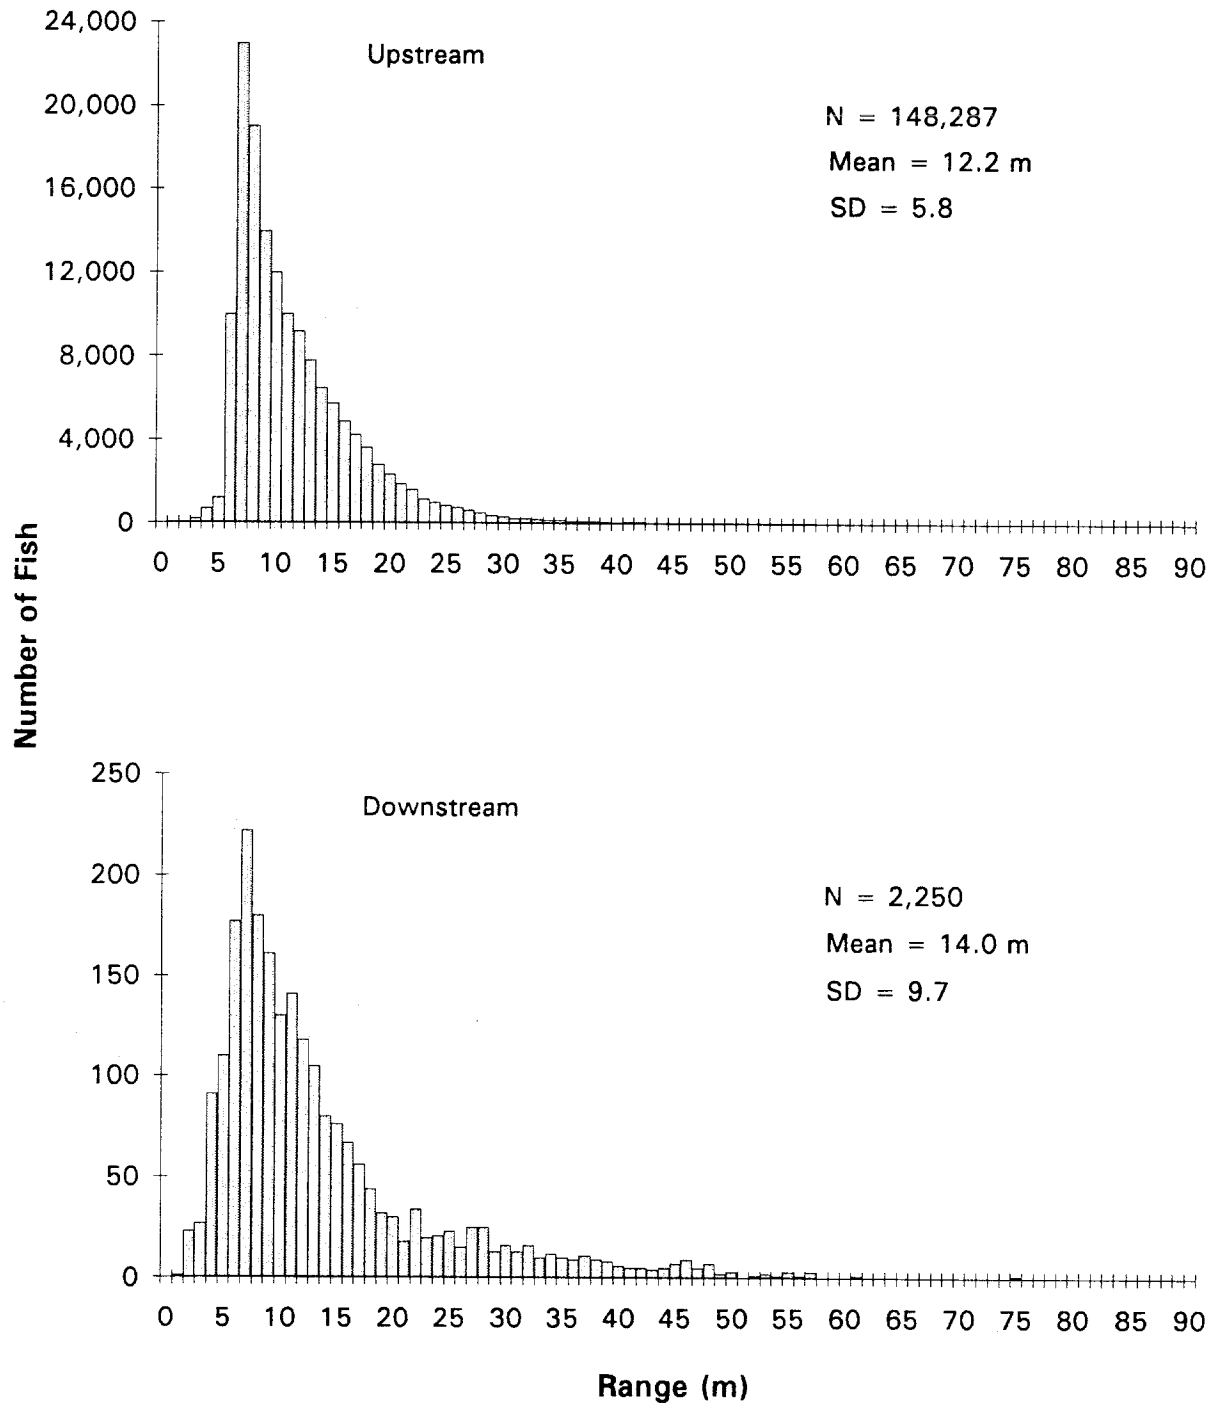 Number of Fish
24,000
20,000
16,000
12,000
8,000
4,000
0
Upstream
N = 148,287
Mean = 12.2 m
SD = 5.8
0 5 10 15 20 25 30 35 40 45 50 55 60 65 70 75 80 85 90
250
200
150
100
50
0
Downstream
N = 2,250
Mean = 14.0 m
SD = 9.7
0 5 10 15 20 25 30 35 40 45 50 55 60 65 70 75 80 85 90
Range (m)